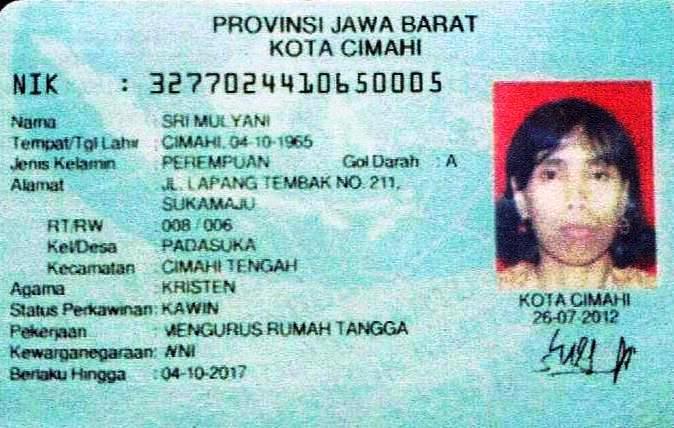 PROVINSI JAWA BARAT
KOTA CIMAHI
NIK : 3277024410650005
Nama : SRI MULYANI
Tempat/Tgl Lahir : CIMAHI, 04-10-1965
Jenis Kelamin : PEREMPUAN Gol Darah : A
Alamat : JL. LAPANG TEMBAK NO. 211,
SUKAMAJU
RT/RW : 008 / 006
Kel/Desa : PADASUKA
Kecamatan : CIMAHI TENGAH
Agama : KRISTEN
Status Perkawinan: KAWIN
Pekerjaan : MENGURUS RUMAH TANGGA
Kewarganegaraan: WNI
Berlaku Hingga : 04-10-2017
KOTA CIMAHI
26-07-2012